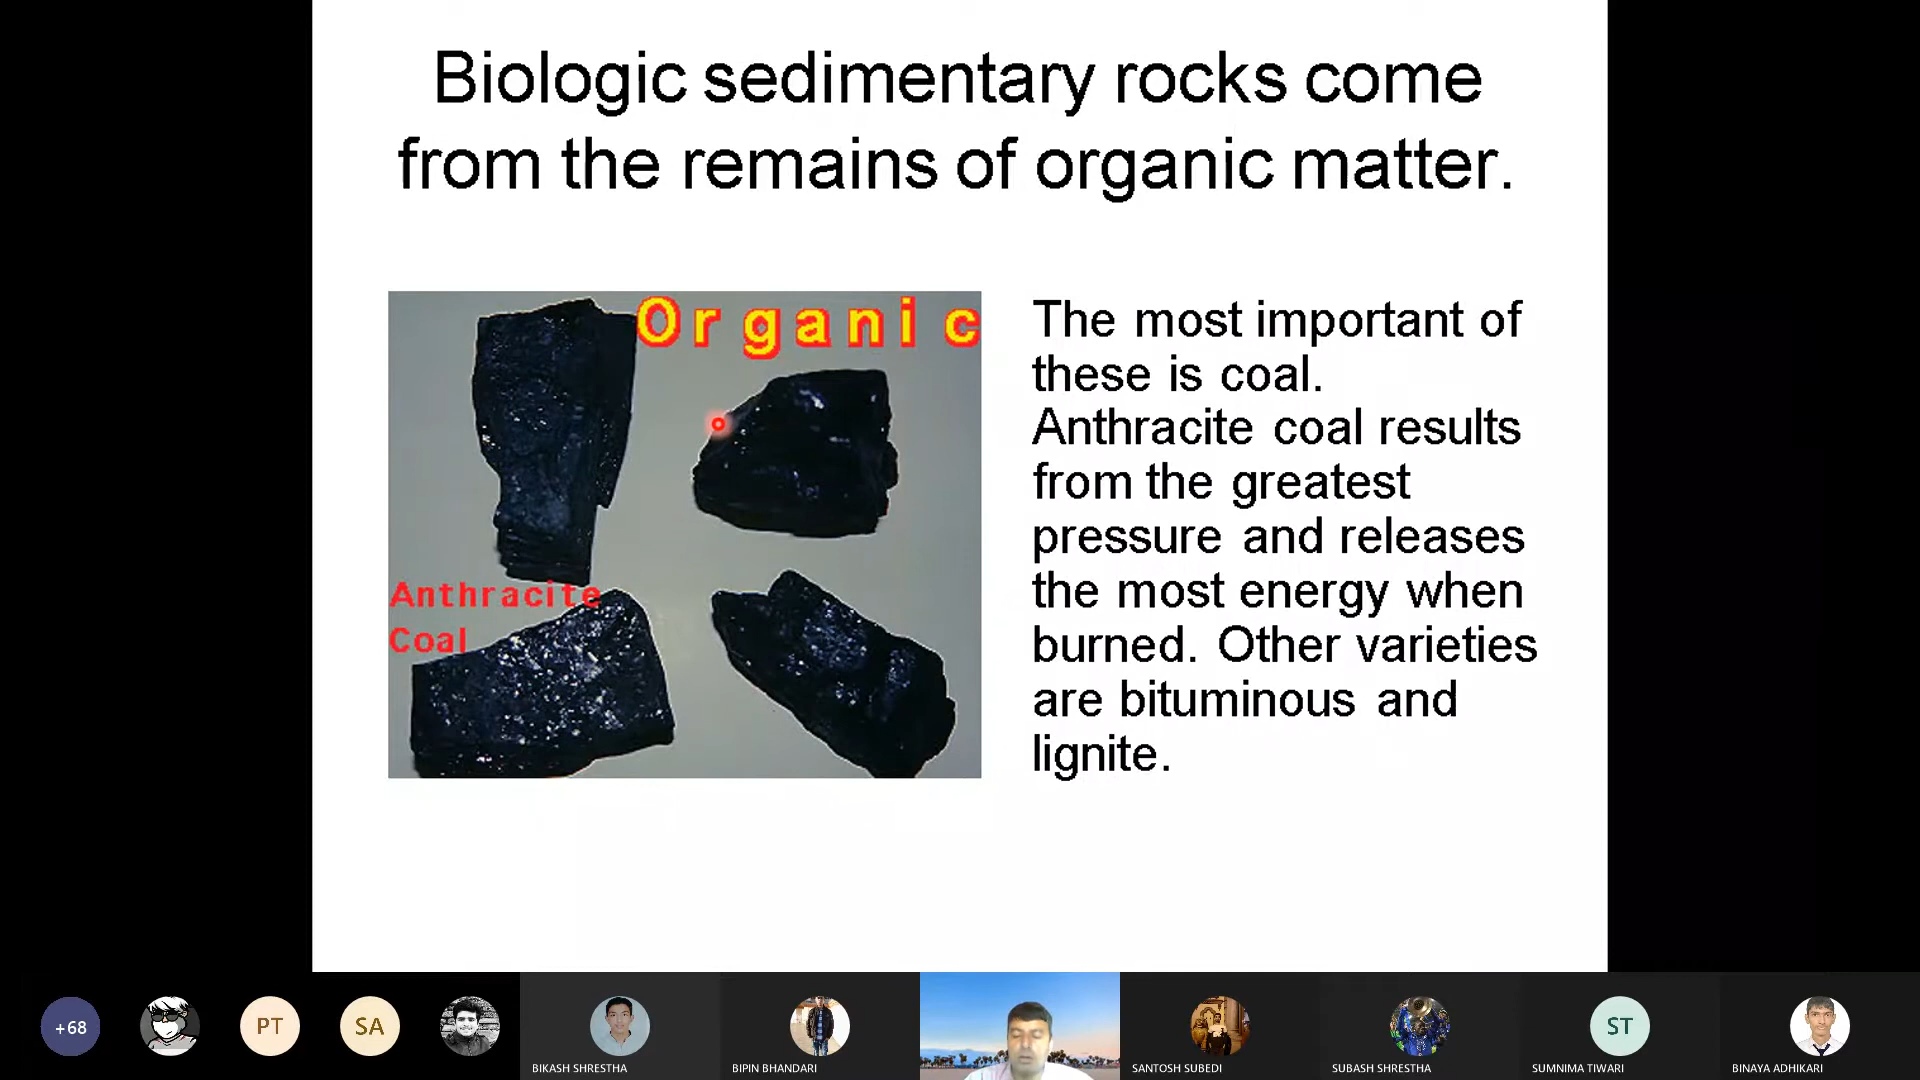 Biologic sedimentary rocks come
from the remains of organic matter.
Organic
Anthracite
Coal
The most important of
these is coal.
Anthracite coal results
from the greatest
pressure and releases
the most energy when
burned. Other varieties
are bituminous and
lignite.
+68
PT
SA
BIKASH SHRESTHA
BIPIN BHANDARI
SANTOSH SUBEDI
SUBASH SHRESTHA
ST
SUMNIMA TIWARI
BINAYA ADHIKARI